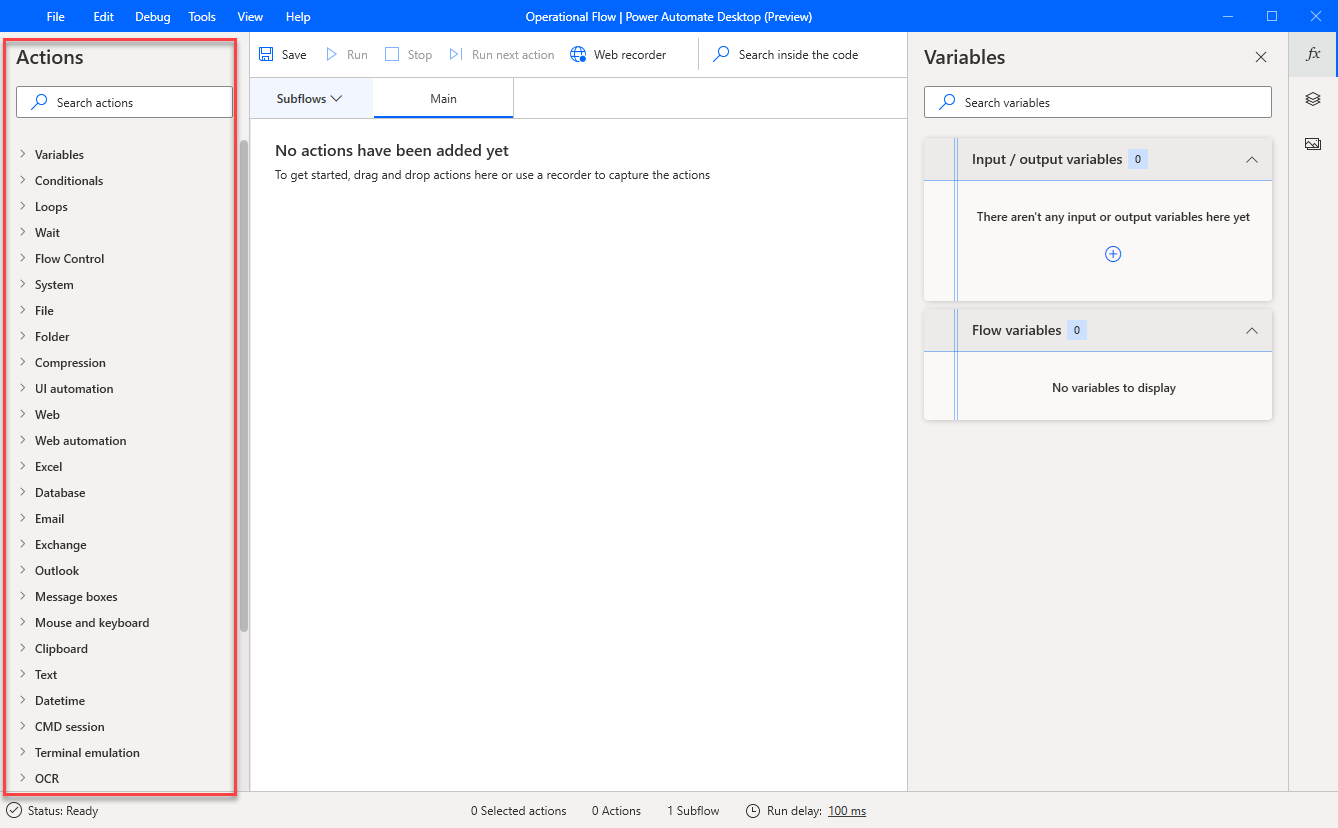 File Edit Debug Tools View Help
Operational Flow | Power Automate Desktop (Preview)
Actions
Search actions
Variables
Conditionals
Loops
Wait
Flow Control
System
File
Folder
Compression
UI automation
Web
Web automation
Excel
Database
Email
Exchange
Outlook
Message boxes
Mouse and keyboard
Clipboard
Text
Datetime
CMD session
Terminal emulation
OCR
Save Run Stop Run next action Web recorder Search inside the code
Subflows Main
No actions have been added yet
To get started, drag and drop actions here or use a recorder to capture the actions
Variables
Search variables
Input / output variables 0
There aren't any input or output variables here yet
Flow variables 0
No variables to display
fx
Status: Ready 0 Selected actions 0 Actions 1 Subflow Run delay: 100 ms